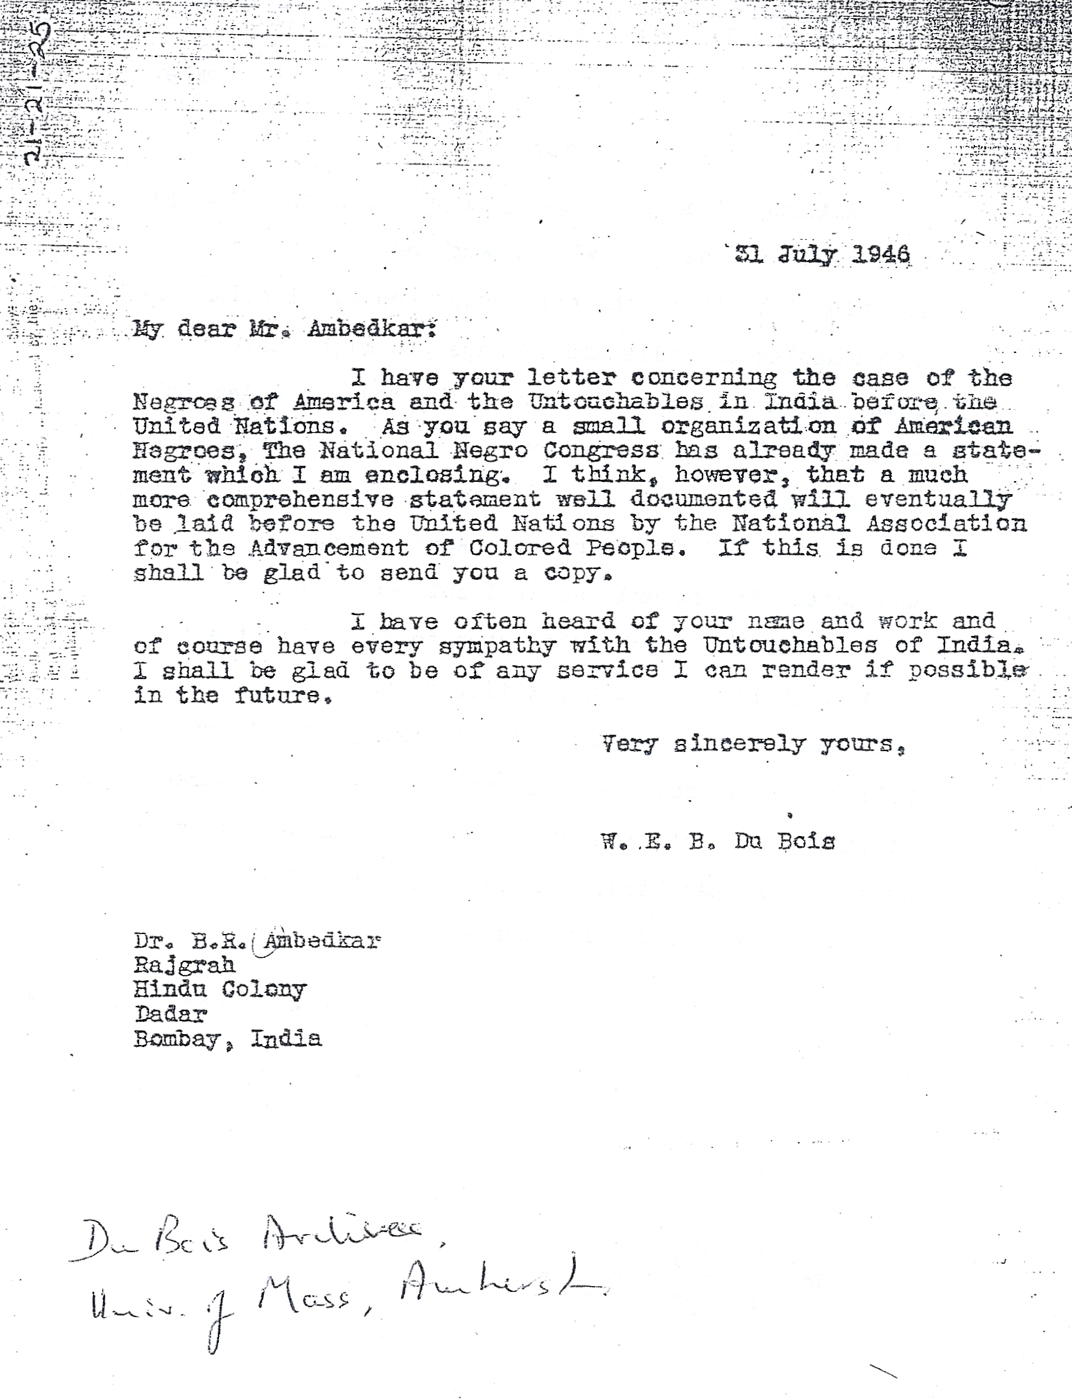 21-21-25
31 July 1946
My dear Mr. Ambedkar:
I have your letter concerning the case of the
Negroes of America and the Untouchables in India before the
United Nations. As you say a small organization of American
Negroes, The National Negro Congress has already made a state-
ment which I am enclosing. I think, however, that a much
more comprehensive statement well documented will eventually
be laid before the United Nations by the National Association
for the Advancement of Colored People. If this is done I
shall be glad to send you a copy.
I have often heard of your name and work and
of course have every sympathy with the Untouchables of India.
I shall be glad to be of any service I can render if possible
in the future.
Very sincerely yours,
W. E. B. Du Bois
Dr. B.R. Ambedkar
Rajgrah
Hindu Colony
Dadar
Bombay, India
Du Bois Archives,
Univ. of Mass, Amherst.